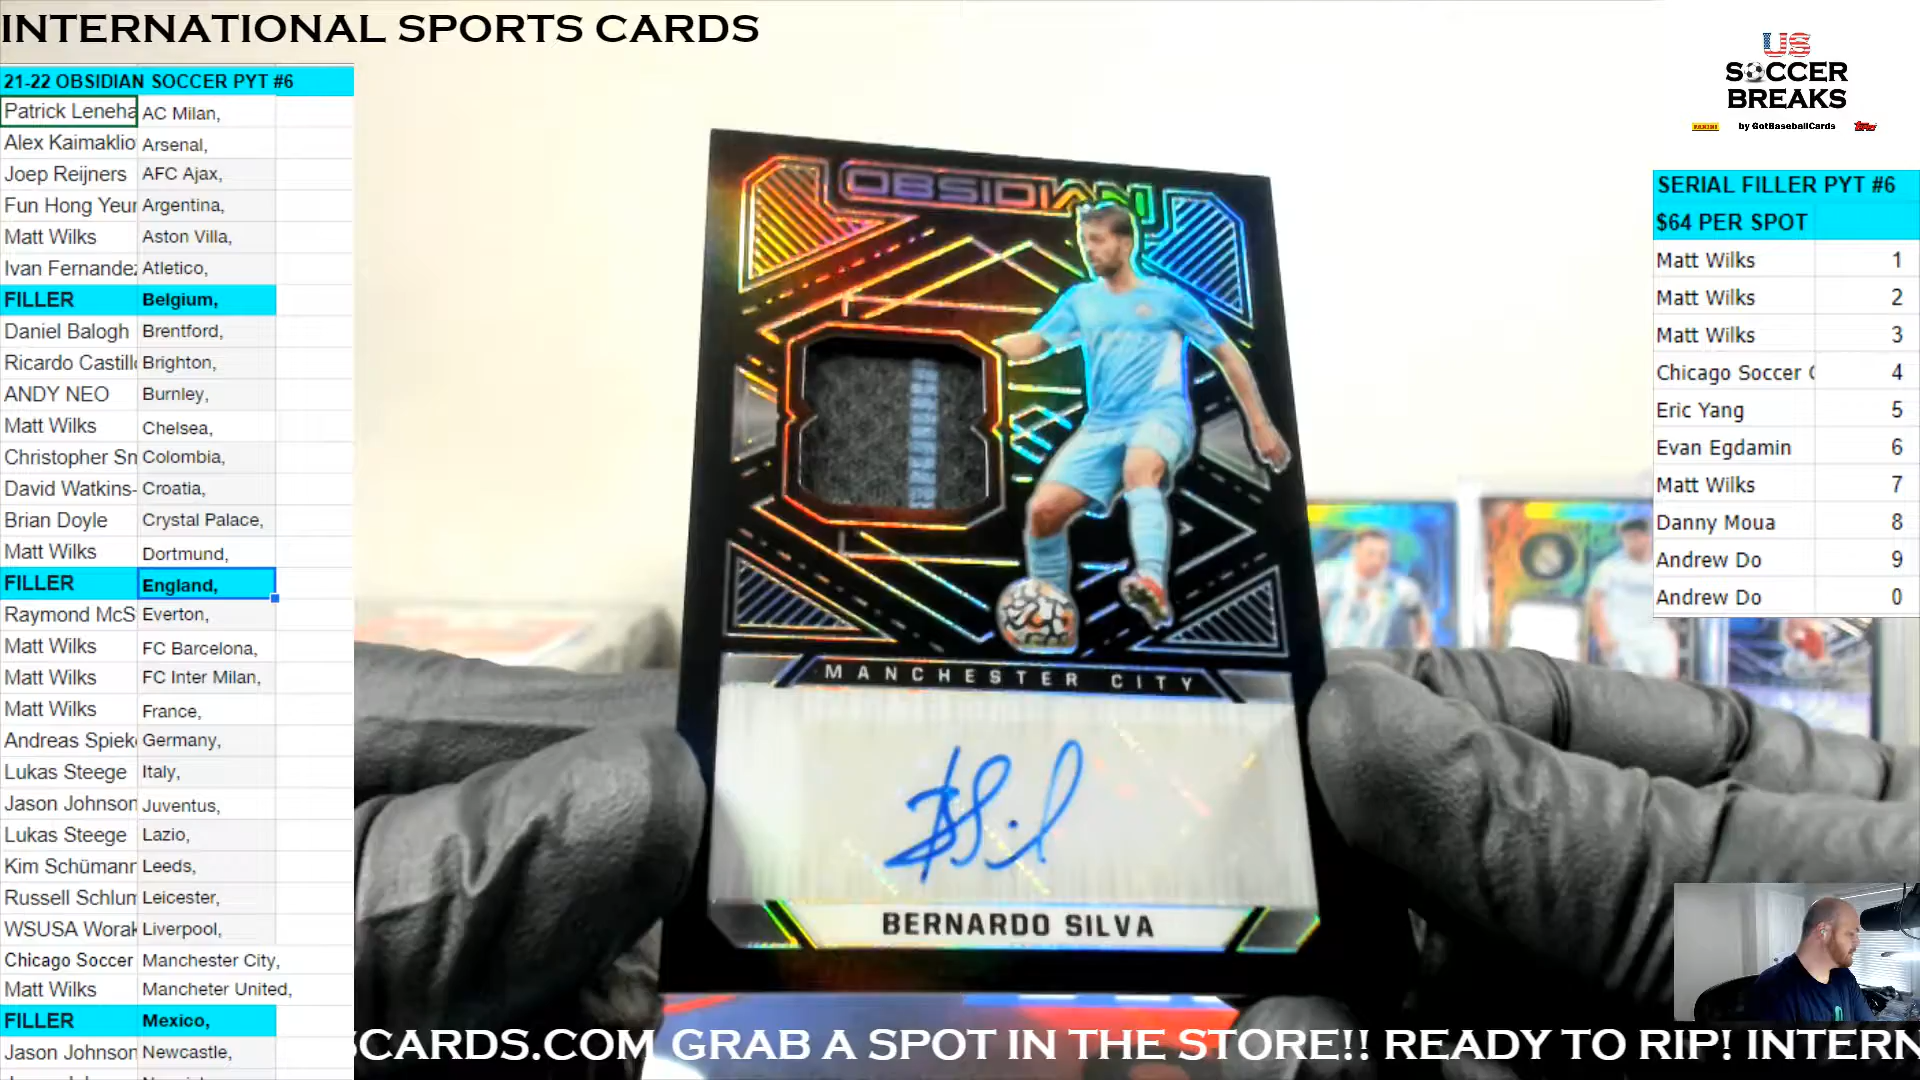 INTERNATIONAL SPORTS CARDS
21-22 OBSIDIAN SOCCER PYT #6
Patrick Leneha AC Milan,
Alex Kaimaklio Arsenal,
Joep Reijners AFC Ajax,
Fun Hong Yeur Argentina,
Matt Wilks Aston Villa,
Ivan Fernandez Atletico,
FILLER Belgium,
Daniel Balogh Brentford,
Ricardo Castill Brighton,
ANDY NEO Burnley,
Matt Wilks Chelsea,
Christopher Sn Colombia,
David Watkins- Croatia,
Brian Doyle Crystal Palace,
Matt Wilks Dortmund,
FILLER England,
Raymond McS Everton,
Matt Wilks FC Barcelona,
Matt Wilks FC Inter Milan,
Matt Wilks France,
Andreas Spiek Germany,
Lukas Steege Italy,
Jason Johnson Juventus,
Lukas Steege Lazio,
Kim Schümann Leeds,
Russell Schlum Leicester,
WSUSA Worak Liverpool,
Chicago Soccer Manchester City,
Matt Wilks Mancheter United,
FILLER Mexico,
Jason Johnson Newcastle,
OBSIDIAN
MANCHESTER CITY
BERNARDO SILVA
US
SOCCER
BREAKS
PANINI by GotBaseballCards Topps
SERIAL FILLER PYT #6
$64 PER SPOT
Matt Wilks 1
Matt Wilks 2
Matt Wilks 3
Chicago Soccer 4
Eric Yang 5
Evan Egdamin 6
Matt Wilks 7
Danny Moua 8
Andrew Do 9
Andrew Do 0
SCARDS.COM GRAB A SPOT IN THE STORE!! READY TO RIP! INTERN